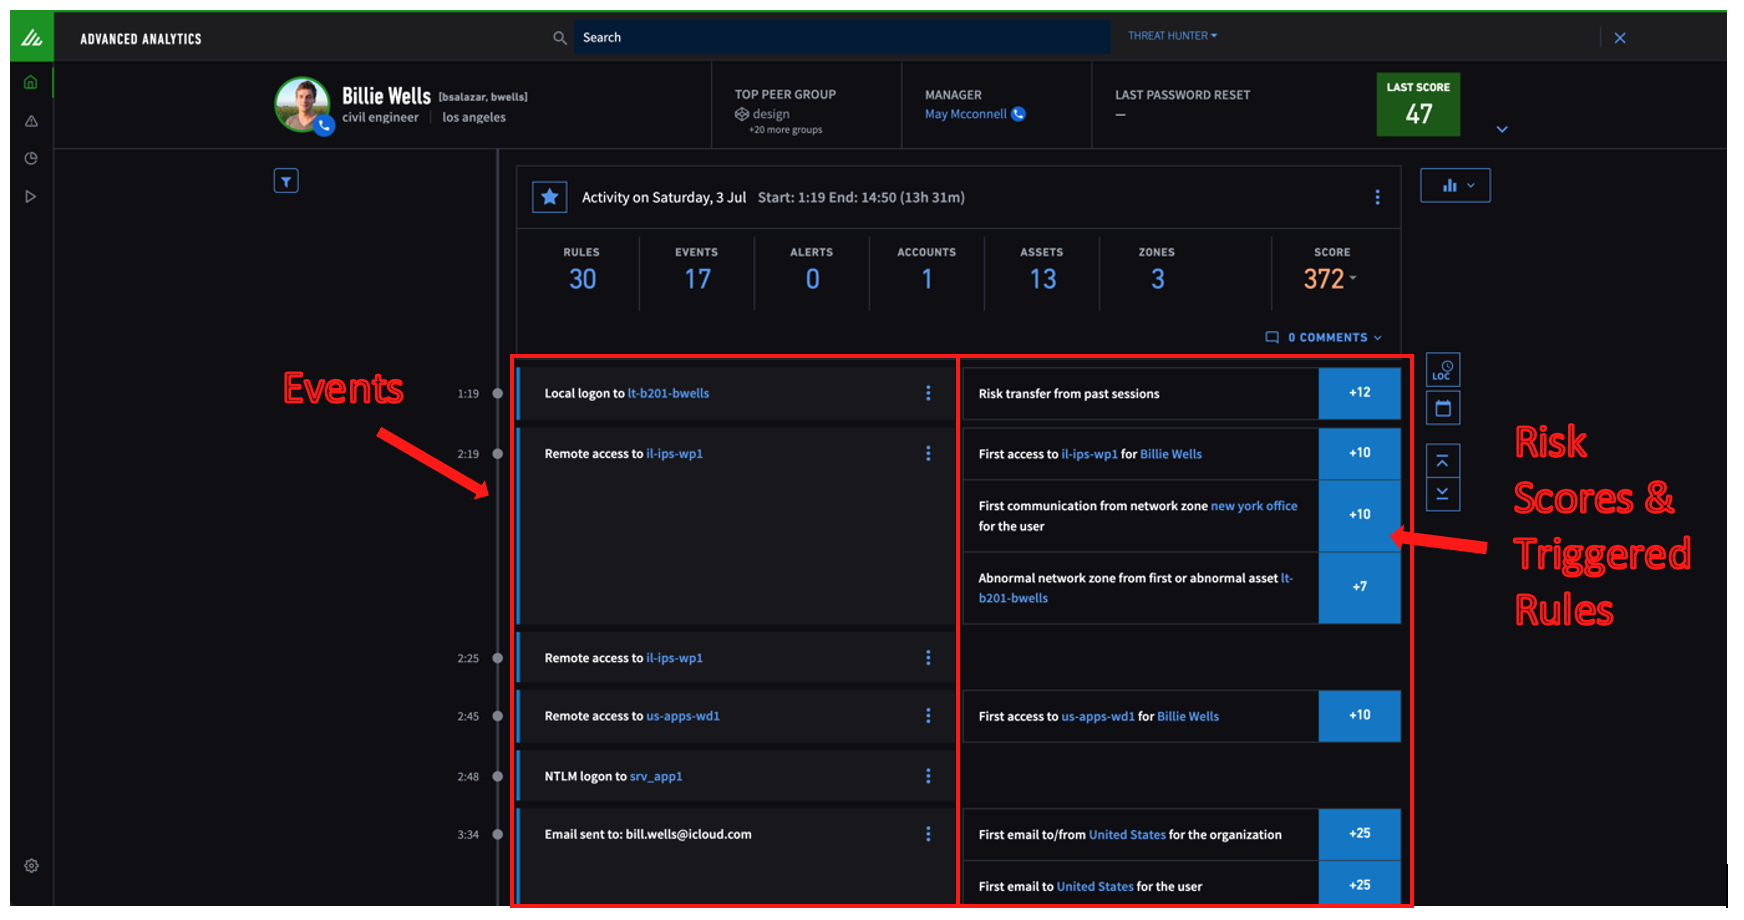 ADVANCED ANALYTICS
Search
THREAT HUNTER
Billie Wells [bsalazar, bwells]
civil engineer los angeles
TOP PEER GROUP
design
+20 more groups
MANAGER
May Mcconnell
LAST PASSWORD RESET
—
LAST SCORE
47
Activity on Saturday, 3 Jul Start: 1:19 End: 14:50 (13h 31m)
RULES
30
EVENTS
17
ALERTS
0
ACCOUNTS
1
ASSETS
13
ZONES
3
SCORE
372
0 COMMENTS
Events
LOC
Risk
Scores &
Triggered
Rules
1:19
Local logon to lt-b201-bwells
Risk transfer from past sessions
+12
2:19
Remote access to il-ips-wp1
First access to il-ips-wp1 for Billie Wells
+10
First communication from network zone new york office
for the user
+10
Abnormal network zone from first or abnormal asset lt-
b201-bwells
+7
2:25
Remote access to il-ips-wp1
2:45
Remote access to us-apps-wd1
First access to us-apps-wd1 for Billie Wells
+10
2:48
NTLM logon to srv_app1
3:34
Email sent to: bill.wells@icloud.com
First email to/from United States for the organization
+25
First email to United States for the user
+25